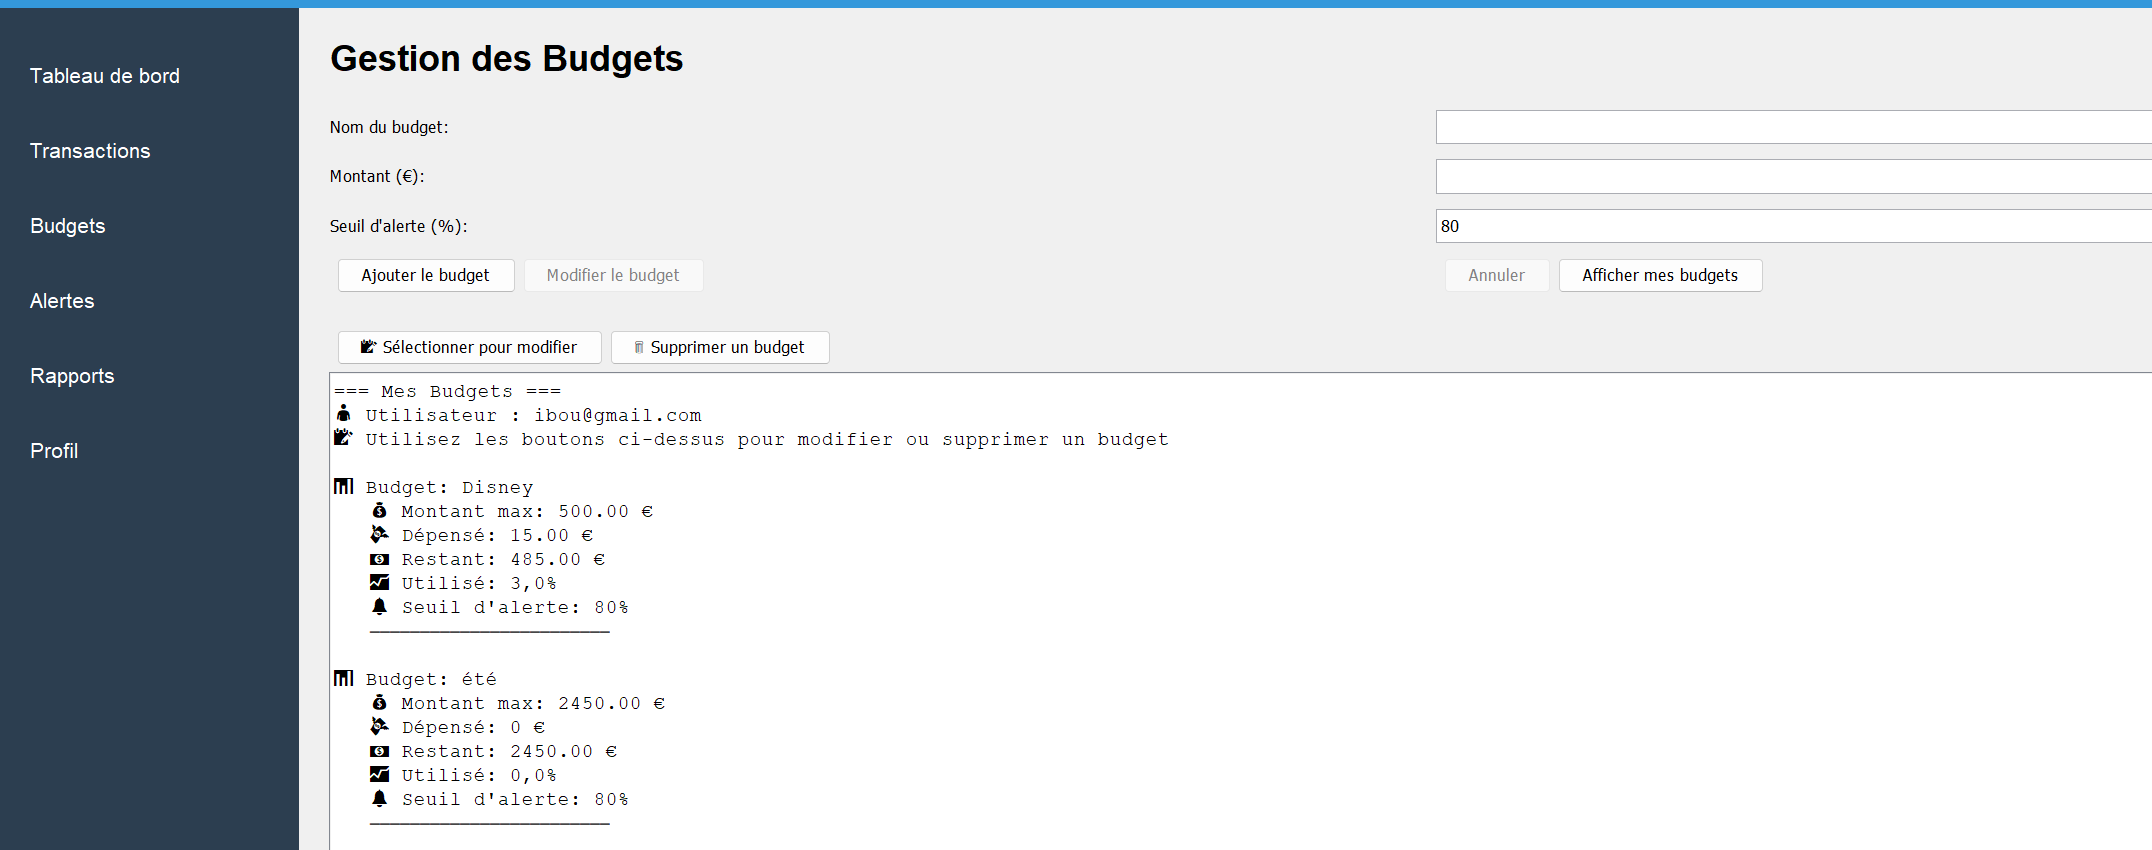 Tableau de bord
Transactions
Budgets
Alertes
Rapports
Profil
Gestion des Budgets
Nom du budget:
Montant (€):
Seuil d'alerte (%):
80
Ajouter le budget
Modifier le budget
Annuler
Afficher mes budgets
Sélectionner pour modifier
Supprimer un budget
=== Mes Budgets ===
Utilisateur : ibou@gmail.com
Utilisez les boutons ci-dessus pour modifier ou supprimer un budget
Budget: Disney
Montant max: 500.00 €
Dépensé: 15.00 €
Restant: 485.00 €
Utilisé: 3,0%
Seuil d'alerte: 80%
Budget: été
Montant max: 2450.00 €
Dépensé: 0 €
Restant: 2450.00 €
Utilisé: 0,0%
Seuil d'alerte: 80%